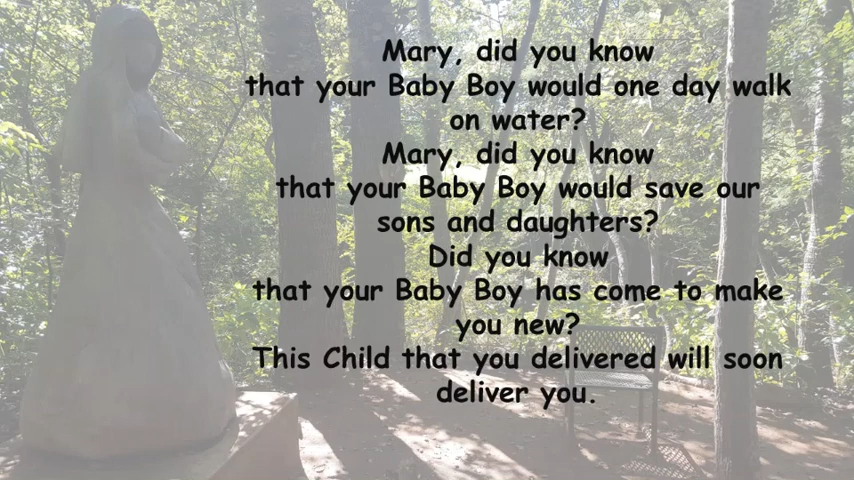 Mary, did you know
that your Baby Boy would one day walk
on water?
Mary, did you know
that your Baby Boy would save our
sons and daughters?
Did you know
that your Baby Boy has come to make
you new?
This Child that you delivered will soon
deliver you.